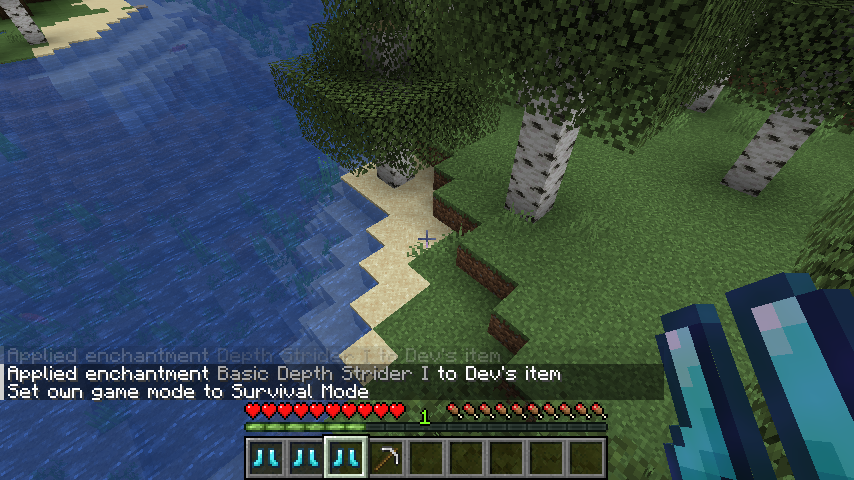 Applied enchantment Depth Strider I to Dev's item
Applied enchantment Basic Depth Strider I to Dev's item
Set own game mode to Survival Mode
1